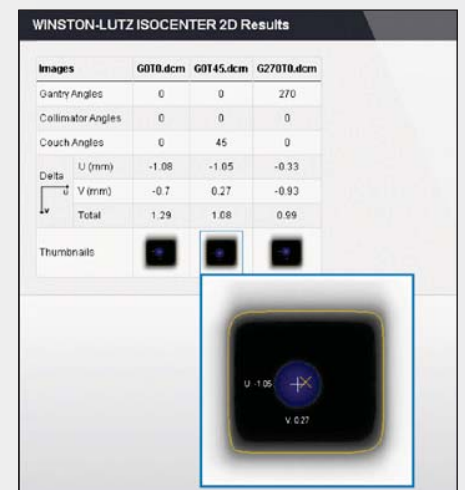 WINSTON-LUTZ ISOCENTER 2D Results
Images G0T0.dcm G0T45.dcm G270T0.dcm
Gantry Angles 0 0 270
Collimator Angles 0 0 0
Couch Angles 0 45 0
Delta U (mm) -1.08 -1.05 -0.33
U V (mm) -0.7 0.27 -0.93
V Total 1.29 1.08 0.99
Thumbnails
U -1.05
V 0.27